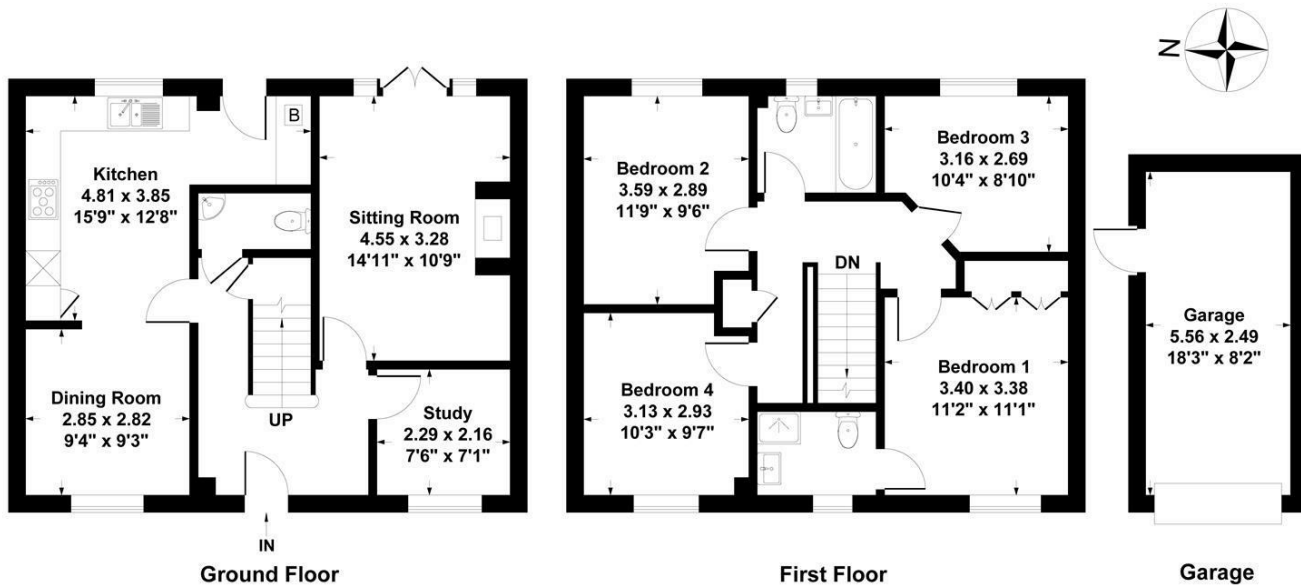 N
B
Kitchen
4.81 x 3.85
15'9" x 12'8"
Sitting Room
4.55 x 3.28
14'11" x 10'9"
Dining Room
2.85 x 2.82
9'4" x 9'3"
UP
Study
2.29 x 2.16
7'6" x 7'1"
IN
Ground Floor
Bedroom 2
3.59 x 2.89
11'9" x 9'6"
Bedroom 3
3.16 x 2.69
10'4" x 8'10"
DN
Bedroom 4
3.13 x 2.93
10'3" x 9'7"
Bedroom 1
3.40 x 3.38
11'2" x 11'1"
First Floor
Garage
5.56 x 2.49
18'3" x 8'2"
Garage